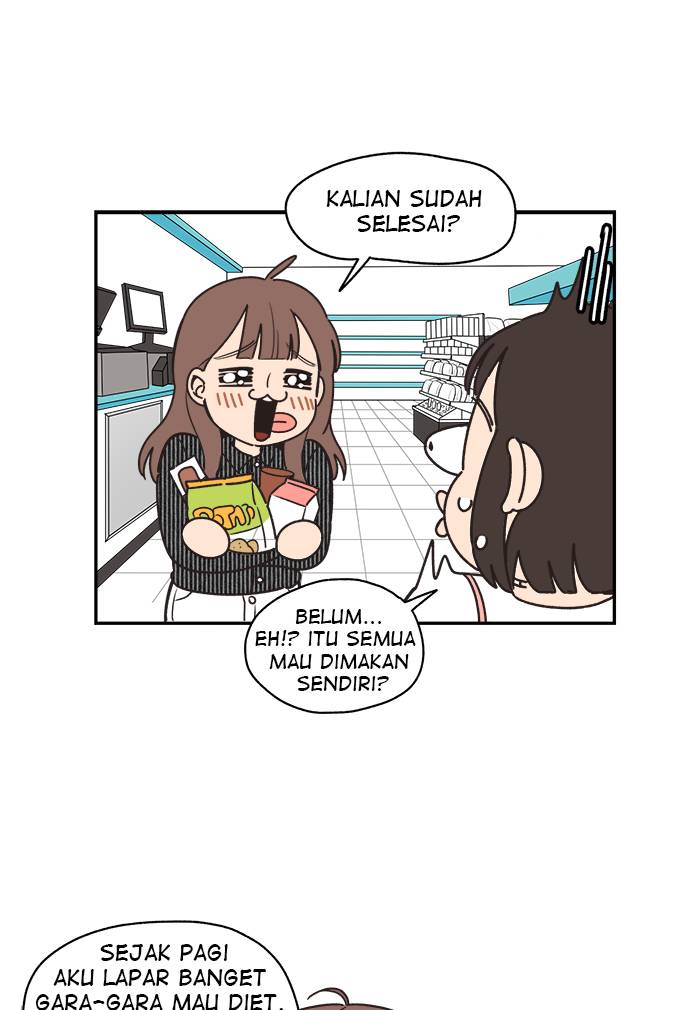 KALIAN SUDAH
SELESAI?
POTATO
BELUM...
EH!? ITU SEMUA
MAU DIMAKAN
SENDIRI?
SEJAK PAGI
AKU LAPAR BANGET
GARA-GARA MAU DIET.